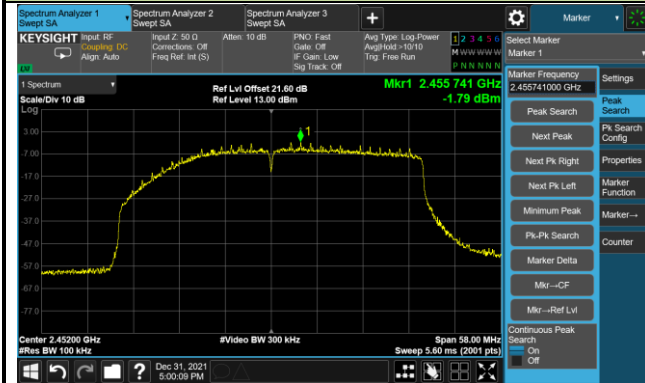 Spectrum Analyzer 1
Swept SA
Spectrum Analyzer 2
Swept SA
Spectrum Analyzer 3
Swept SA
+
Marker
KEYSIGHT
Input: RF
Coupling: DC
Align: Auto
Input Z: 50 Ω
Corrections: Off
Freq Ref: Int (S)
Atten: 10 dB
PNO: Fast
Gate: Off
IF Gain: Low
Sig Track: Off
Avg Type: Log-Power
Avg|Hold:>10/10
Trig: Free Run
1 2 3 4 5 6
M W W W W W
P N N N N N
LV
Select Marker
Marker 1
1 Spectrum
Scale/Div 10 dB
Log
Ref Lvl Offset 21.60 dB
Ref Level 13.00 dBm
Mkr1 2.455 741 GHz
-1.79 dBm
1
3.00
-7.00
-17.0
-27.0
-37.0
-47.0
-57.0
-67.0
-77.0
Center 2.45200 GHz
#Res BW 100 kHz
#Video BW 300 kHz
Span 58.00 MHz
Sweep 5.60 ms (2001 pts)
Marker Frequency
2.455741000 GHz
Peak Search
Next Peak
Next Pk Right
Next Pk Left
Minimum Peak
Pk-Pk Search
Marker Delta
Mkr→CF
Mkr→Ref Lvl
Continuous Peak
Search
On
Off
Settings
Peak
Search
Pk Search
Config
Properties
Marker
Function
Marker→
Counter
?
Dec 31, 2021
5:00:09 PM